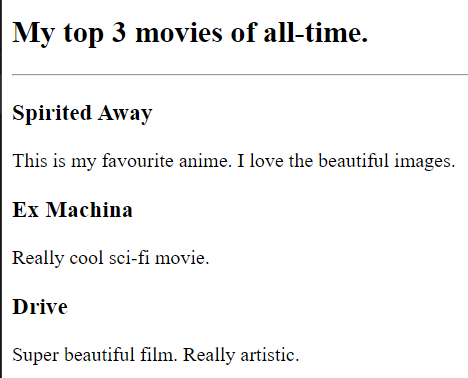 My top 3 movies of all-time.
Spirited Away
This is my favourite anime. I love the beautiful images.
Ex Machina
Really cool sci-fi movie.
Drive
Super beautiful film. Really artistic.